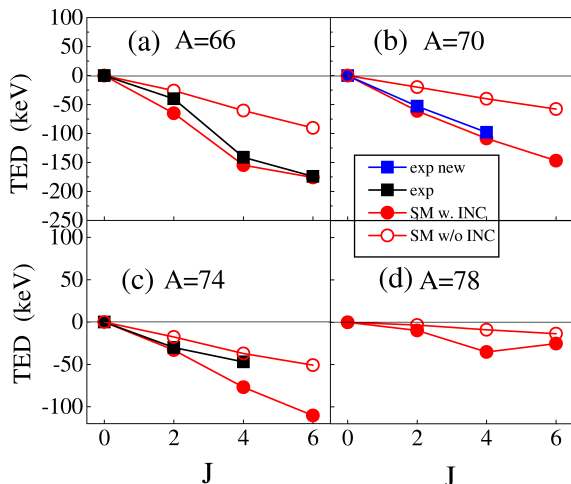 (a) A=66
(b) A=70
TED (keV)
100
50
0
-50
-100
-150
-200
-250
exp new
exp
SM w. INC
SM w/o INC
(c) A=74
(d) A=78
TED (keV)
100
50
0
-50
-100
0 2 4 6
0 2 4 6
J
J